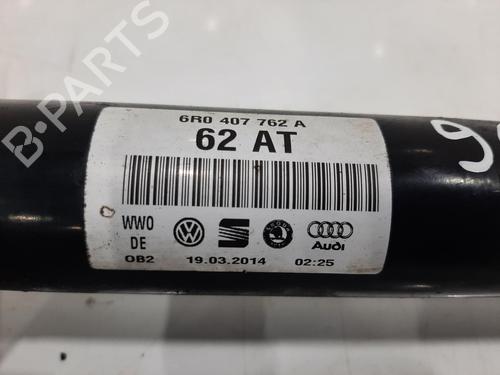 B-PARTS
6R0 407 762 A
62 AT
WWO
DE
Audi
OB2 19.03.2014 02:25